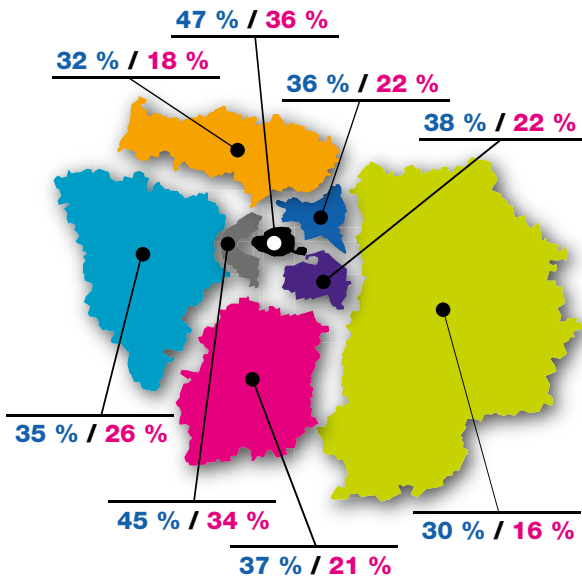 47 % / 36 %
32 % / 18 %
36 % / 22 %
38 % / 22 %
35 % / 26 %
45 % / 34 %
30 % / 16 %
37 % / 21 %